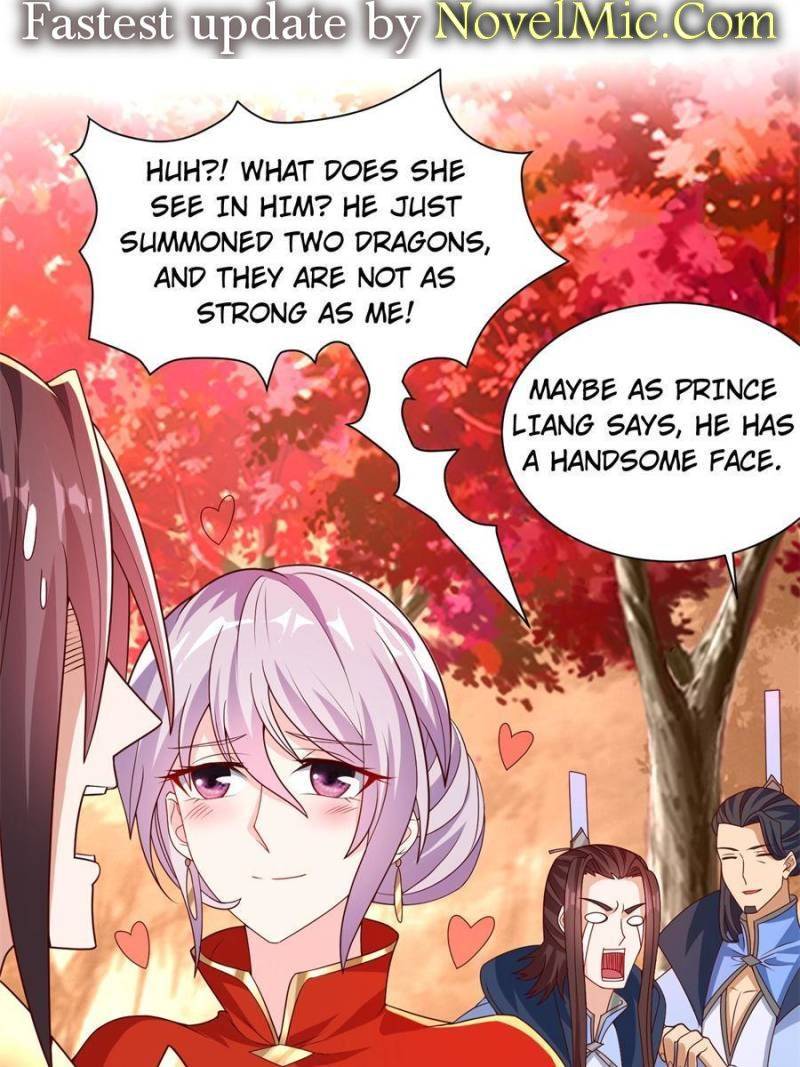 Fastest update by NovelMic.Com
HUH?! WHAT DOES SHE
SEE IN HIM? HE JUST
SUMMONED TWO DRAGONS,
AND THEY ARE NOT AS
STRONG AS ME!
MAYBE AS PRINCE
LIANG SAYS, HE HAS
A HANDSOME FACE.